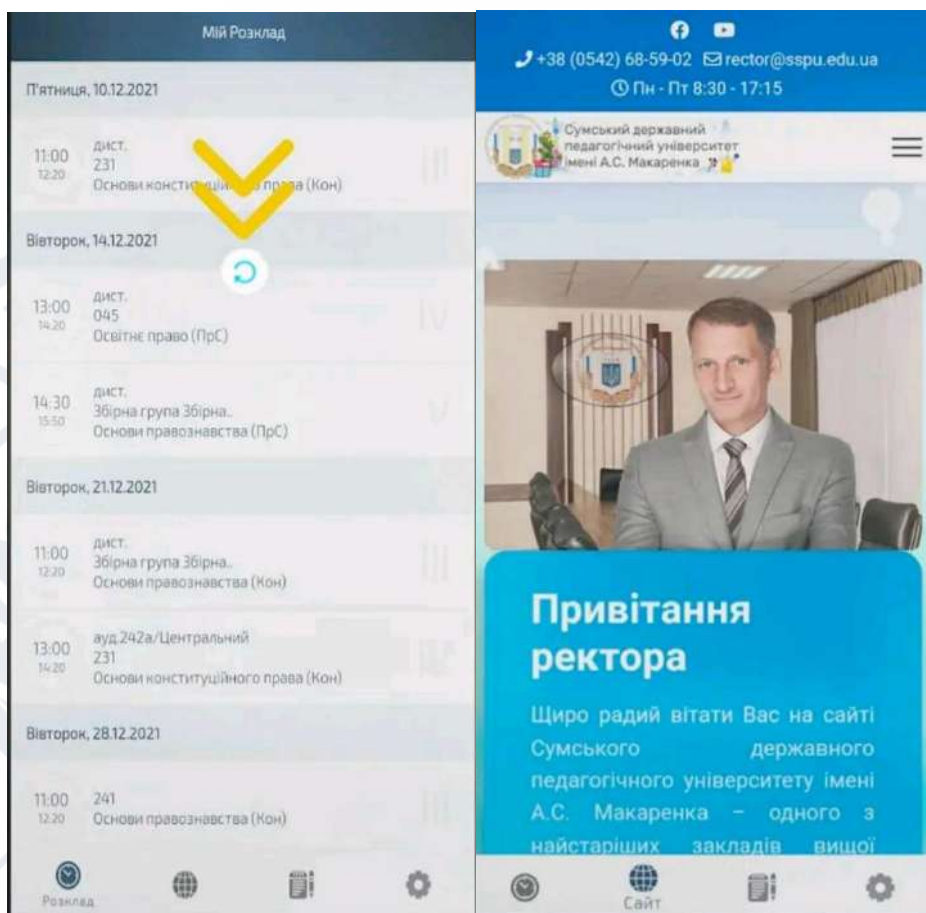 Мій Розклад
П'ятниця, 10.12.2021
11:00
12:20
дист.
231
Основи конституційного права (Кон)
Вівторок, 14.12.2021
13:00
14:20
дист.
045
Освітнє право (ПрС)
14:30
15:50
дист.
Збірна група Збірна..
Основи правознавства (ПрС)
Вівторок, 21.12.2021
11:00
12:20
дист.
Збірна група Збірна..
Основи правознавства (Кон)
13:00
14:20
ауд.242а/Центральний
231
Основи конституційного права (Кон)
Вівторок, 28.12.2021
11:00
12:20
241
Основи правознавства (Кон)
Розклад
+38 (0542) 68-59-02 rector@sspu.edu.ua
Пн - Пт 8:30 - 17:15
Сумський державний
педагогічний університет
імені А.С. Макаренка
Привітання
ректора
Щиро радий вітати Вас на сайті
Сумського державного
педагогічного університету імені
А.С. Макаренка – одного з
найстаріших закладів вищої
Сайт